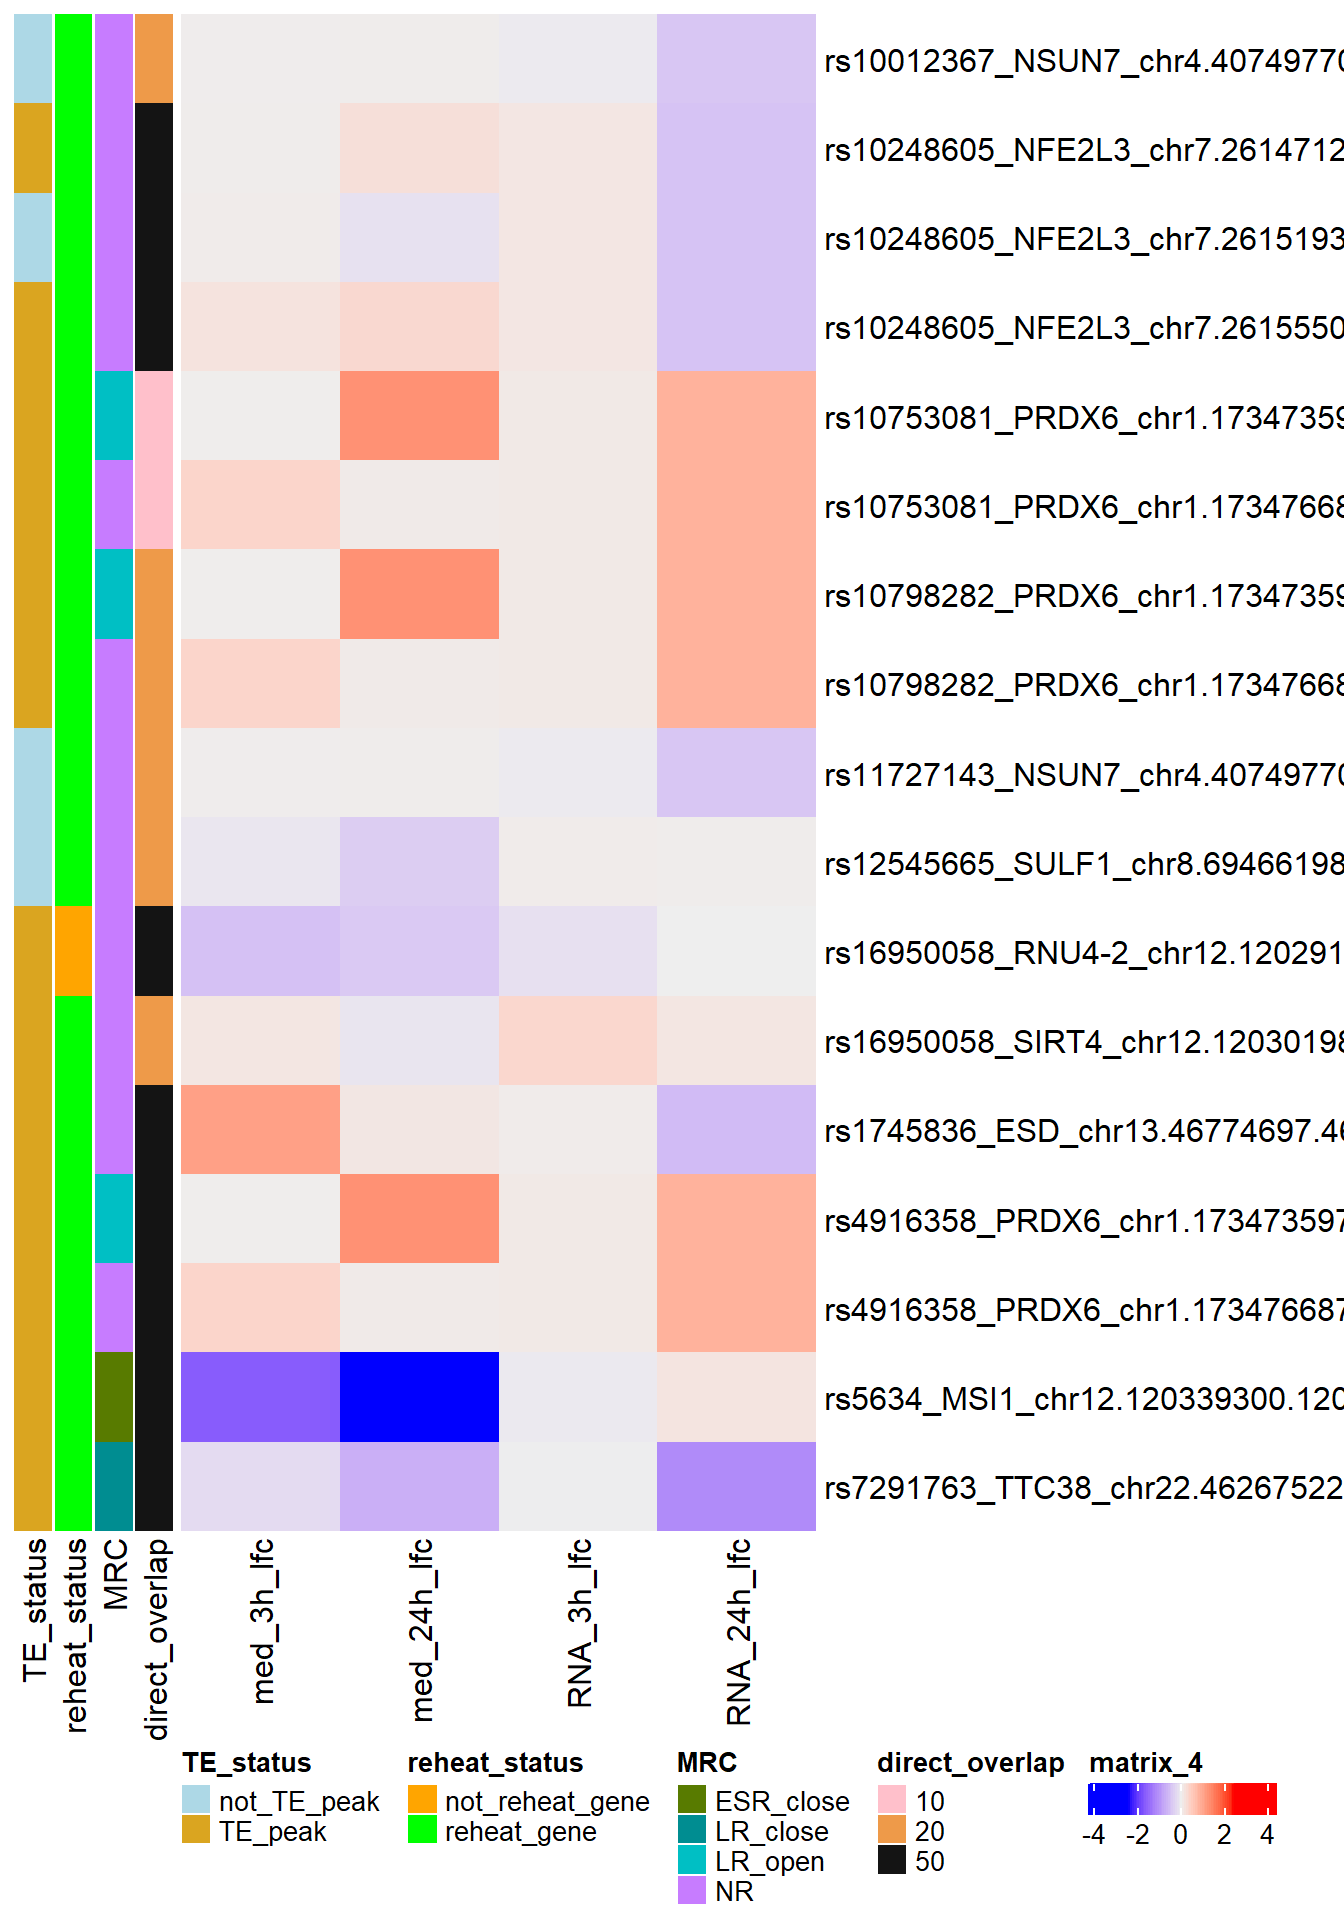 rs10012367_NSUN7_chr4.40749770
rs10248605_NFE2L3_chr7.2614712
rs10248605_NFE2L3_chr7.2615193
rs10248605_NFE2L3_chr7.2615550
rs10753081_PRDX6_chr1.17347359
rs10753081_PRDX6_chr1.17347668
rs10798282_PRDX6_chr1.17347359
rs10798282_PRDX6_chr1.17347668
rs11727143_NSUN7_chr4.40749770
rs12545665_SULF1_chr8.69466198
rs16950058_RNU4-2_chr12.120291
rs16950058_SIRT4_chr12.12030198
rs1745836_ESD_chr13.46774697.46
rs4916358_PRDX6_chr1.173473597
rs4916358_PRDX6_chr1.173476687
rs5634_MSI1_chr12.120339300.120
rs7291763_TTC38_chr22.46267522
TE_status
reheat_status
MRC
direct_overlap
med_3h_lfc
med_24h_lfc
RNA_3h_lfc
RNA_24h_lfc
TE_status
not_TE_peak
TE_peak
reheat_status
not_reheat_gene
reheat_gene
MRC
ESR_close
LR_close
LR_open
NR
direct_overlap
10
20
50
matrix_4
-4 -2 0 2 4